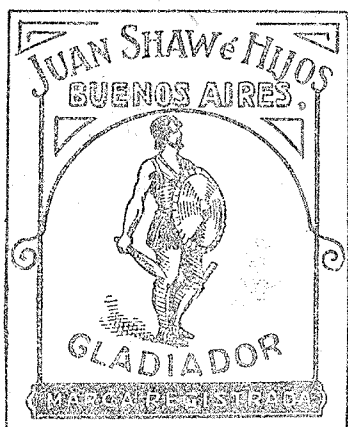 JUAN SHAW é HIJOS
BUENOS AIRES.
GLADIADOR
MARCA REGISTRADA